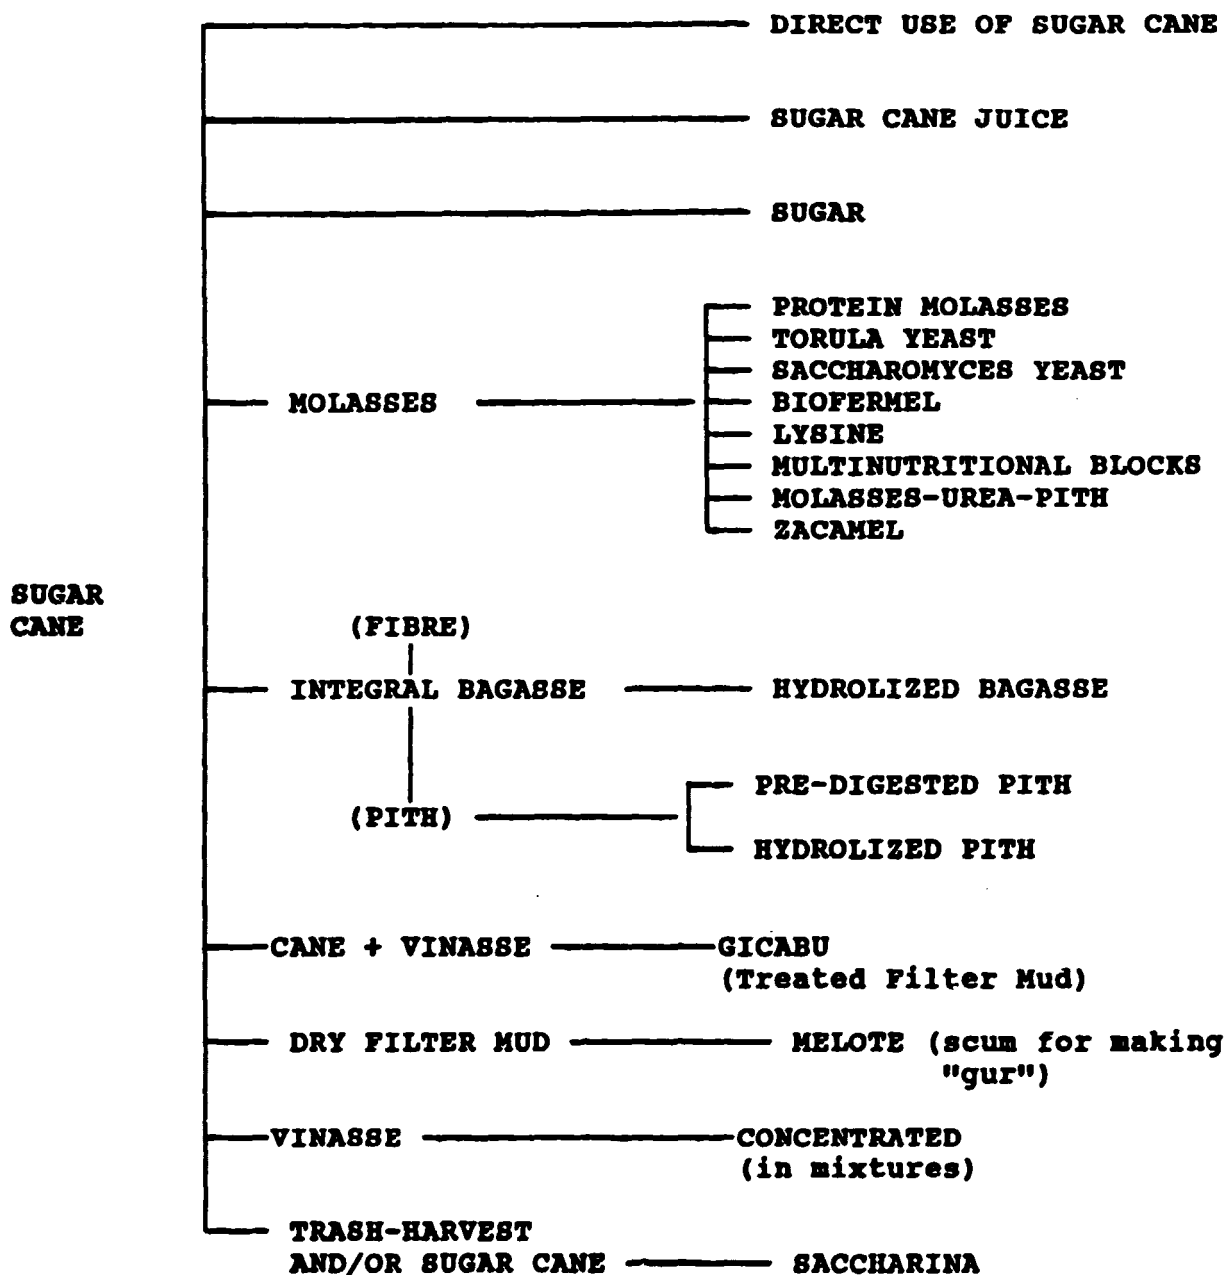 DIRECT USE OF SUGAR CANE
SUGAR CANE JUICE
SUGAR
PROTEIN MOLASSES
TORULA YEAST
SACCHAROMYCES YEAST
MOLASSES BIOFERMEL
LYSINE
MULTINUTRITIONAL BLOCKS
MOLASSES-UREA-PITH
ZACAMEL
SUGAR
CANE
(FIBRE)
INTEGRAL BAGASSE HYDROLIZED BAGASSE
PRE-DIGESTED PITH
(PITH)
HYDROLIZED PITH
CANE + VINASSE GICABU
(Treated Filter Mud)
DRY FILTER MUD MELOTE (scum for making
"gur")
VINASSE CONCENTRATED
(in mixtures)
TRASH-HARVEST
AND/OR SUGAR CANE SACCHARINA